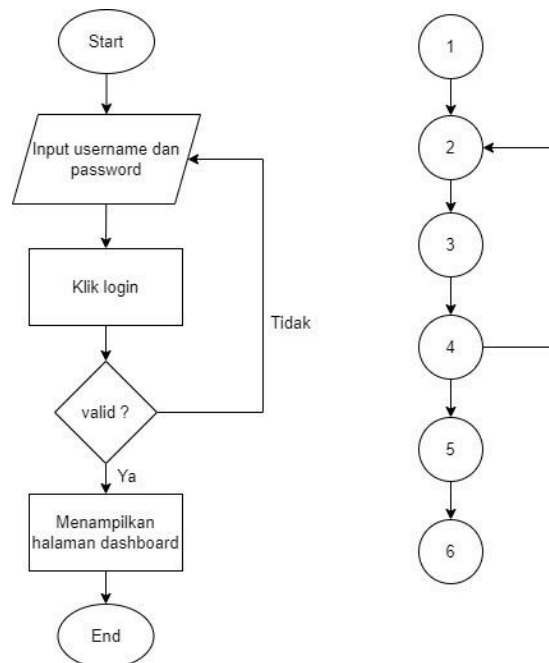 Start
Input username dan
password
Klik login
Tidak
valid ?
Ya
Menampilkan
halaman dashboard
End
1
2
3
4
5
6